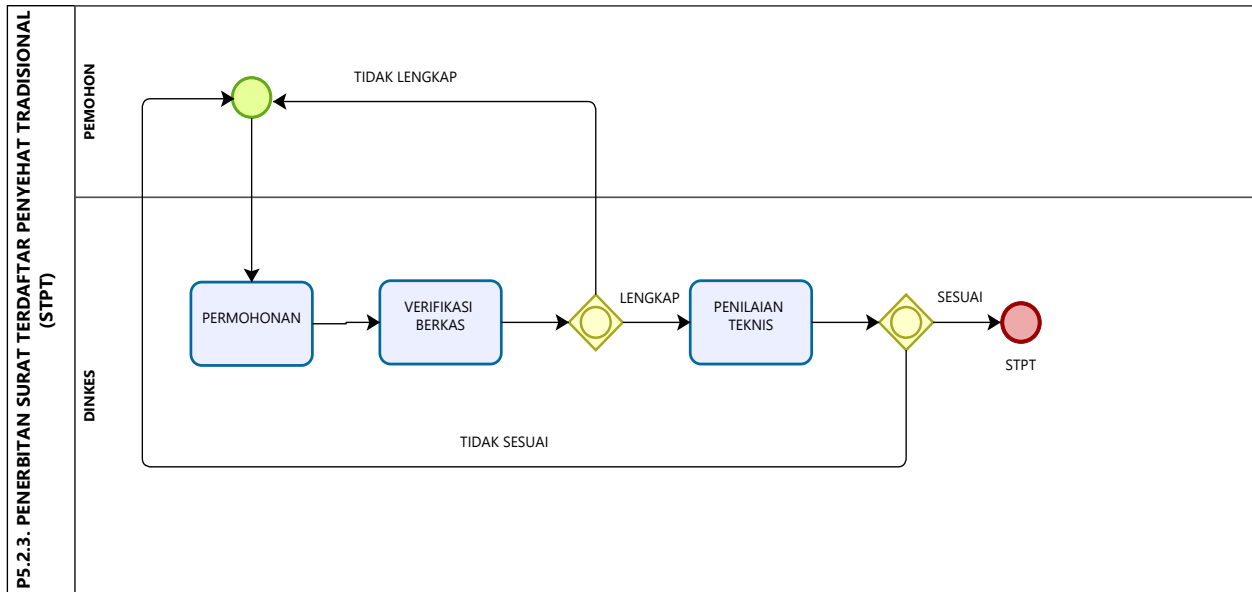 P5.2.3. PENERBITAN SURAT TERDAFTAR PENYEHAT TRADISIONAL
(STPT)
PEMOHON
TIDAK LENGKAP
DINKES
PERMOHONAN
VERIFIKASI
BERKAS
LENGKAP
PENILAIAN
TEKNIS
SESUAI
STPT
TIDAK SESUAI